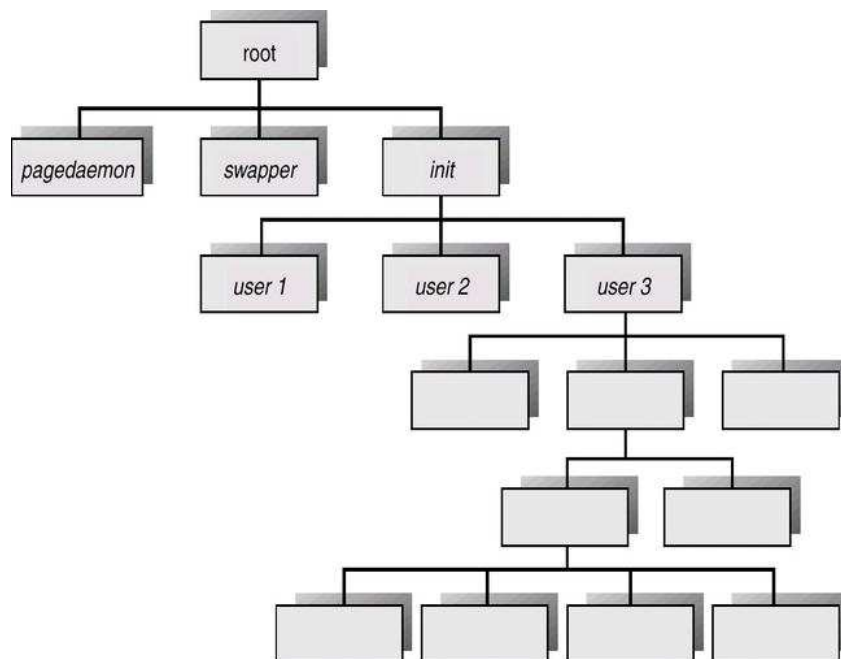 root
pagedaemon
swapper
init
user 1
user 2
user 3